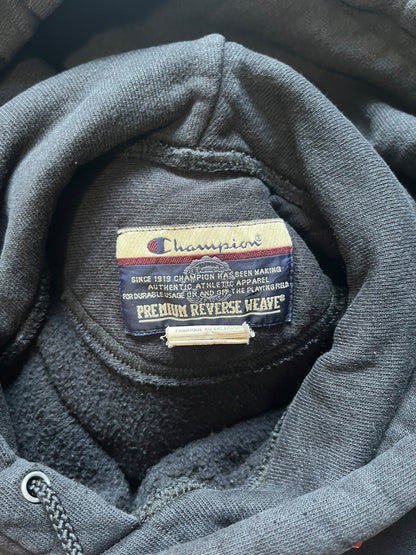 Champion
SINCE 1919 CHAMPION HAS BEEN MAKING
AUTHENTIC ATHLETIC APPAREL
FOR DURABLE USAGE ON AND OFF THE PLAYING FIELD.
PREMIUM REVERSE WEAVE®